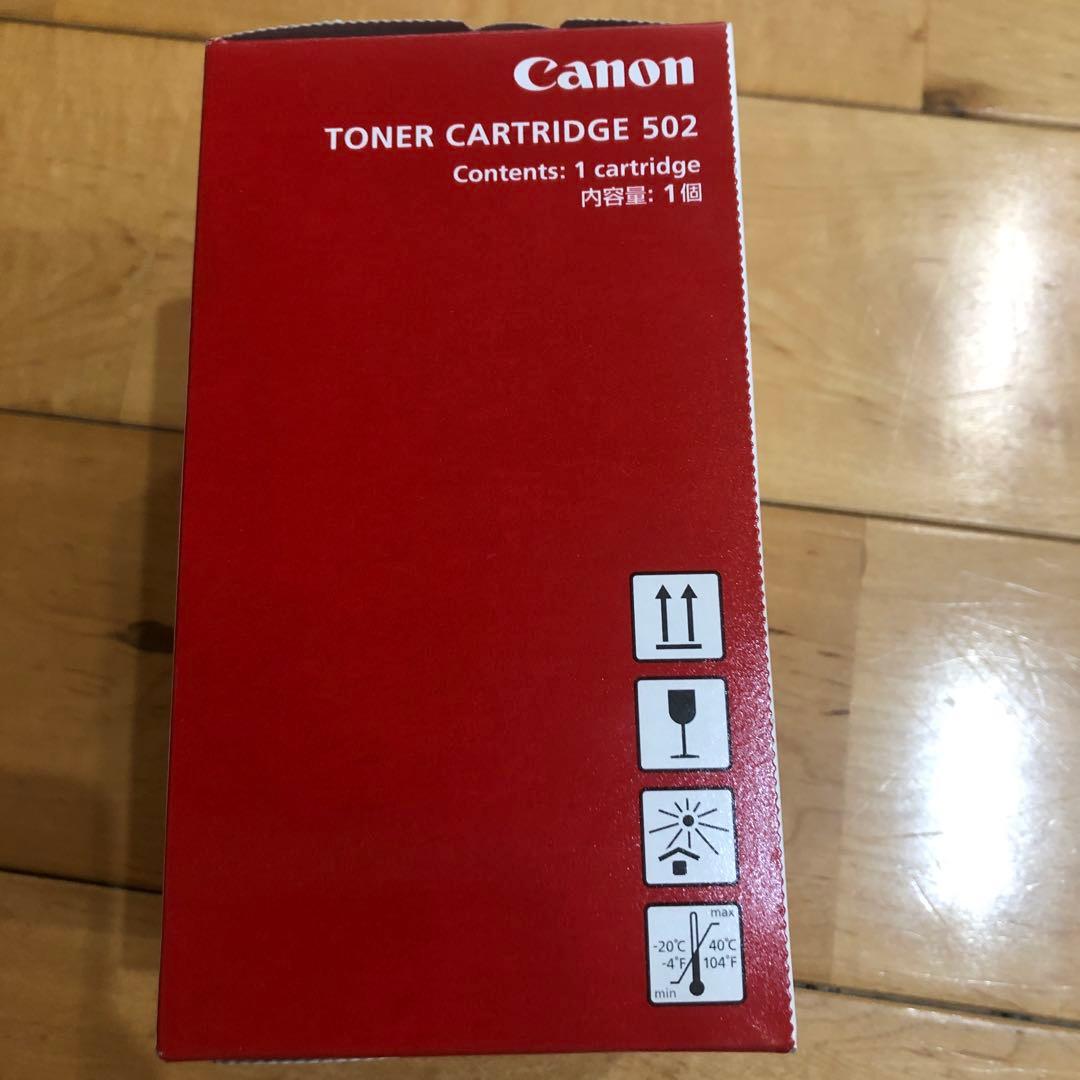 Canon
TONER CARTRIDGE 502
Contents: 1 cartridge
内容量: 1個
max
-20℃ 40℃
-4°F 104°F
min